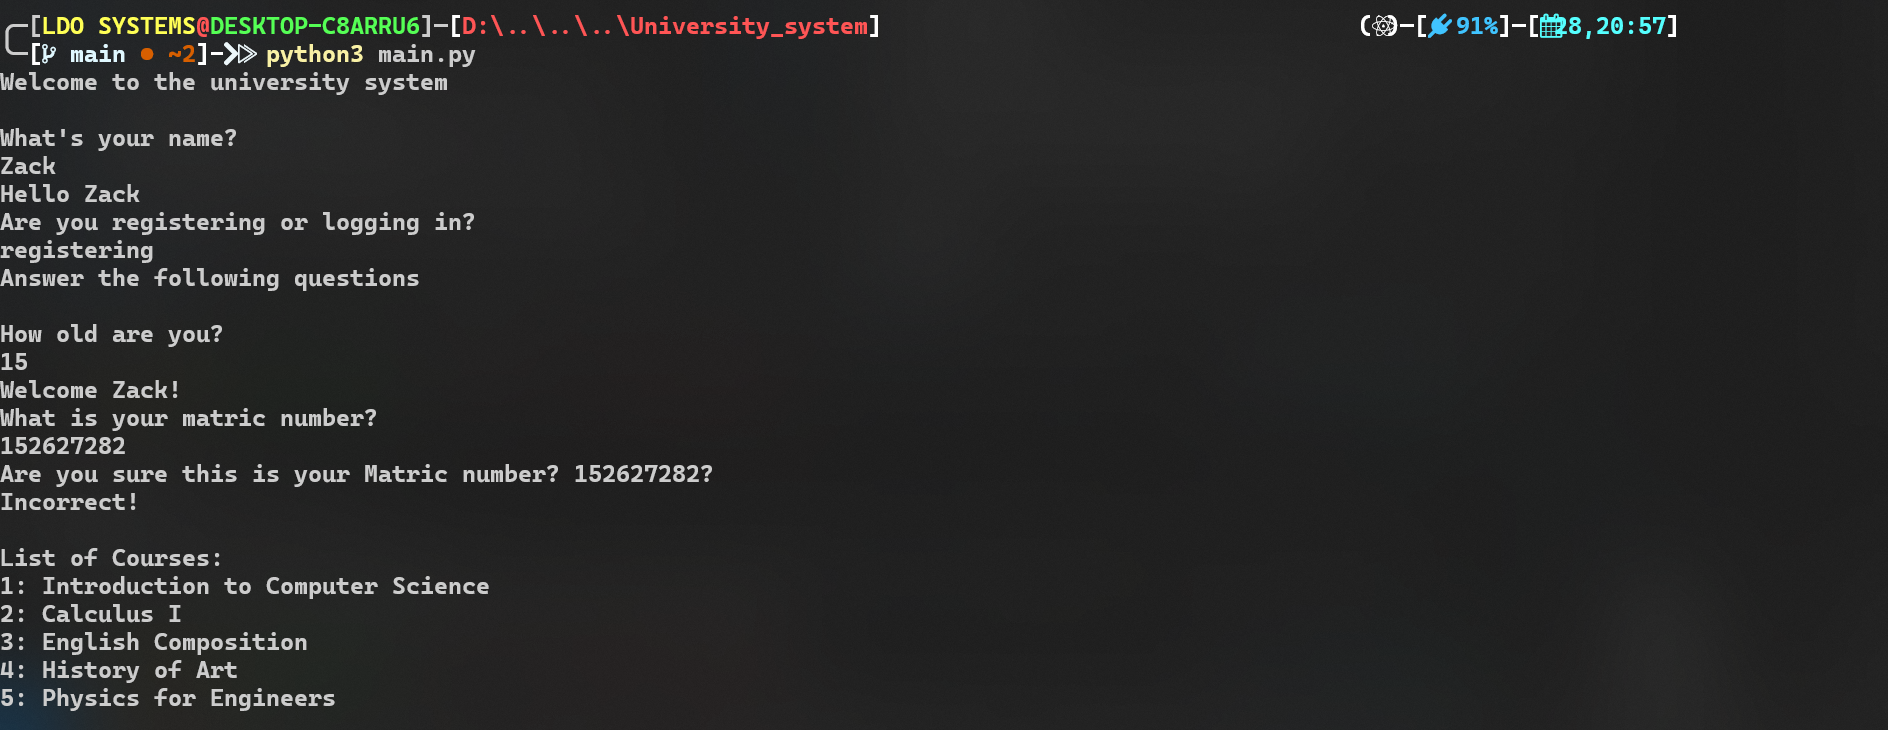 [LDO SYSTEMS@DESKTOP-C8ARRU6]-[D:\..\..\..\University_system] -[91%]-[28,20:57]
[main ● ~2]- python3 main.py
Welcome to the university system
What's your name?
Zack
Hello Zack
Are you registering or logging in?
registering
Answer the following questions
How old are you?
15
Welcome Zack!
What is your matric number?
152627282
Are you sure this is your Matric number? 152627282?
Incorrect!
List of Courses:
1: Introduction to Computer Science
2: Calculus I
3: English Composition
4: History of Art
5: Physics for Engineers